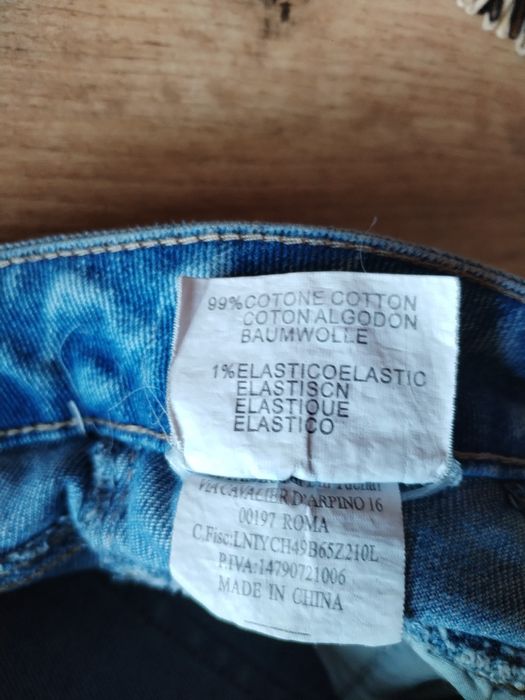 99%COTONE COTTON
COTON ALGODON
BAUMWOLLE
1%ELASTICOELASTIC
ELASTISCN
ELASTIQUE
ELASTICO
VIA CAVALIER D'ARPINO 16
00197 ROMA
C.Fisc:LNTYCH49B65Z210L
P.IVA:14790721006
MADE IN CHINA